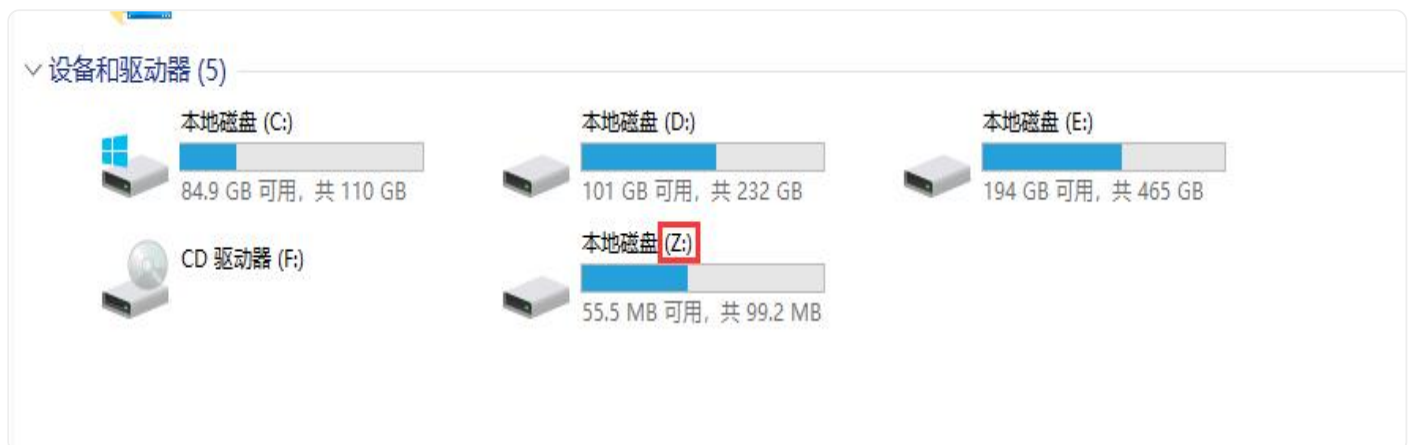 设备和驱动器 (5)
本地磁盘 (C:)
84.9 GB 可用，共 110 GB
本地磁盘 (D:)
101 GB 可用，共 232 GB
本地磁盘 (E:)
194 GB 可用，共 465 GB
CD 驱动器 (F:)
本地磁盘 (Z:)
55.5 MB 可用，共 99.2 MB